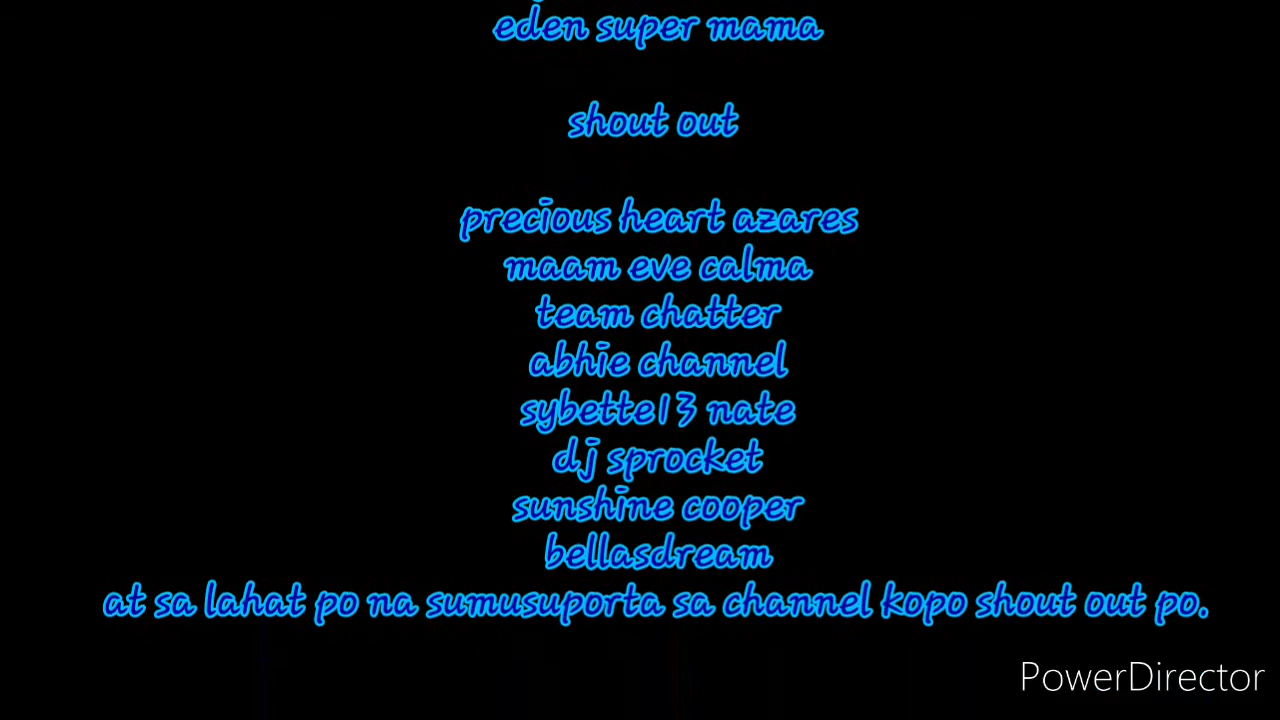 eden super mama
shout out
precious heart azares
maam eve calma
team chatter
abhie channel
sybette13 nate
dj sprocket
sunshine cooper
bellasdream
at sa lahat po na sumusuporta sa channel kopo shout out po.
PowerDirector